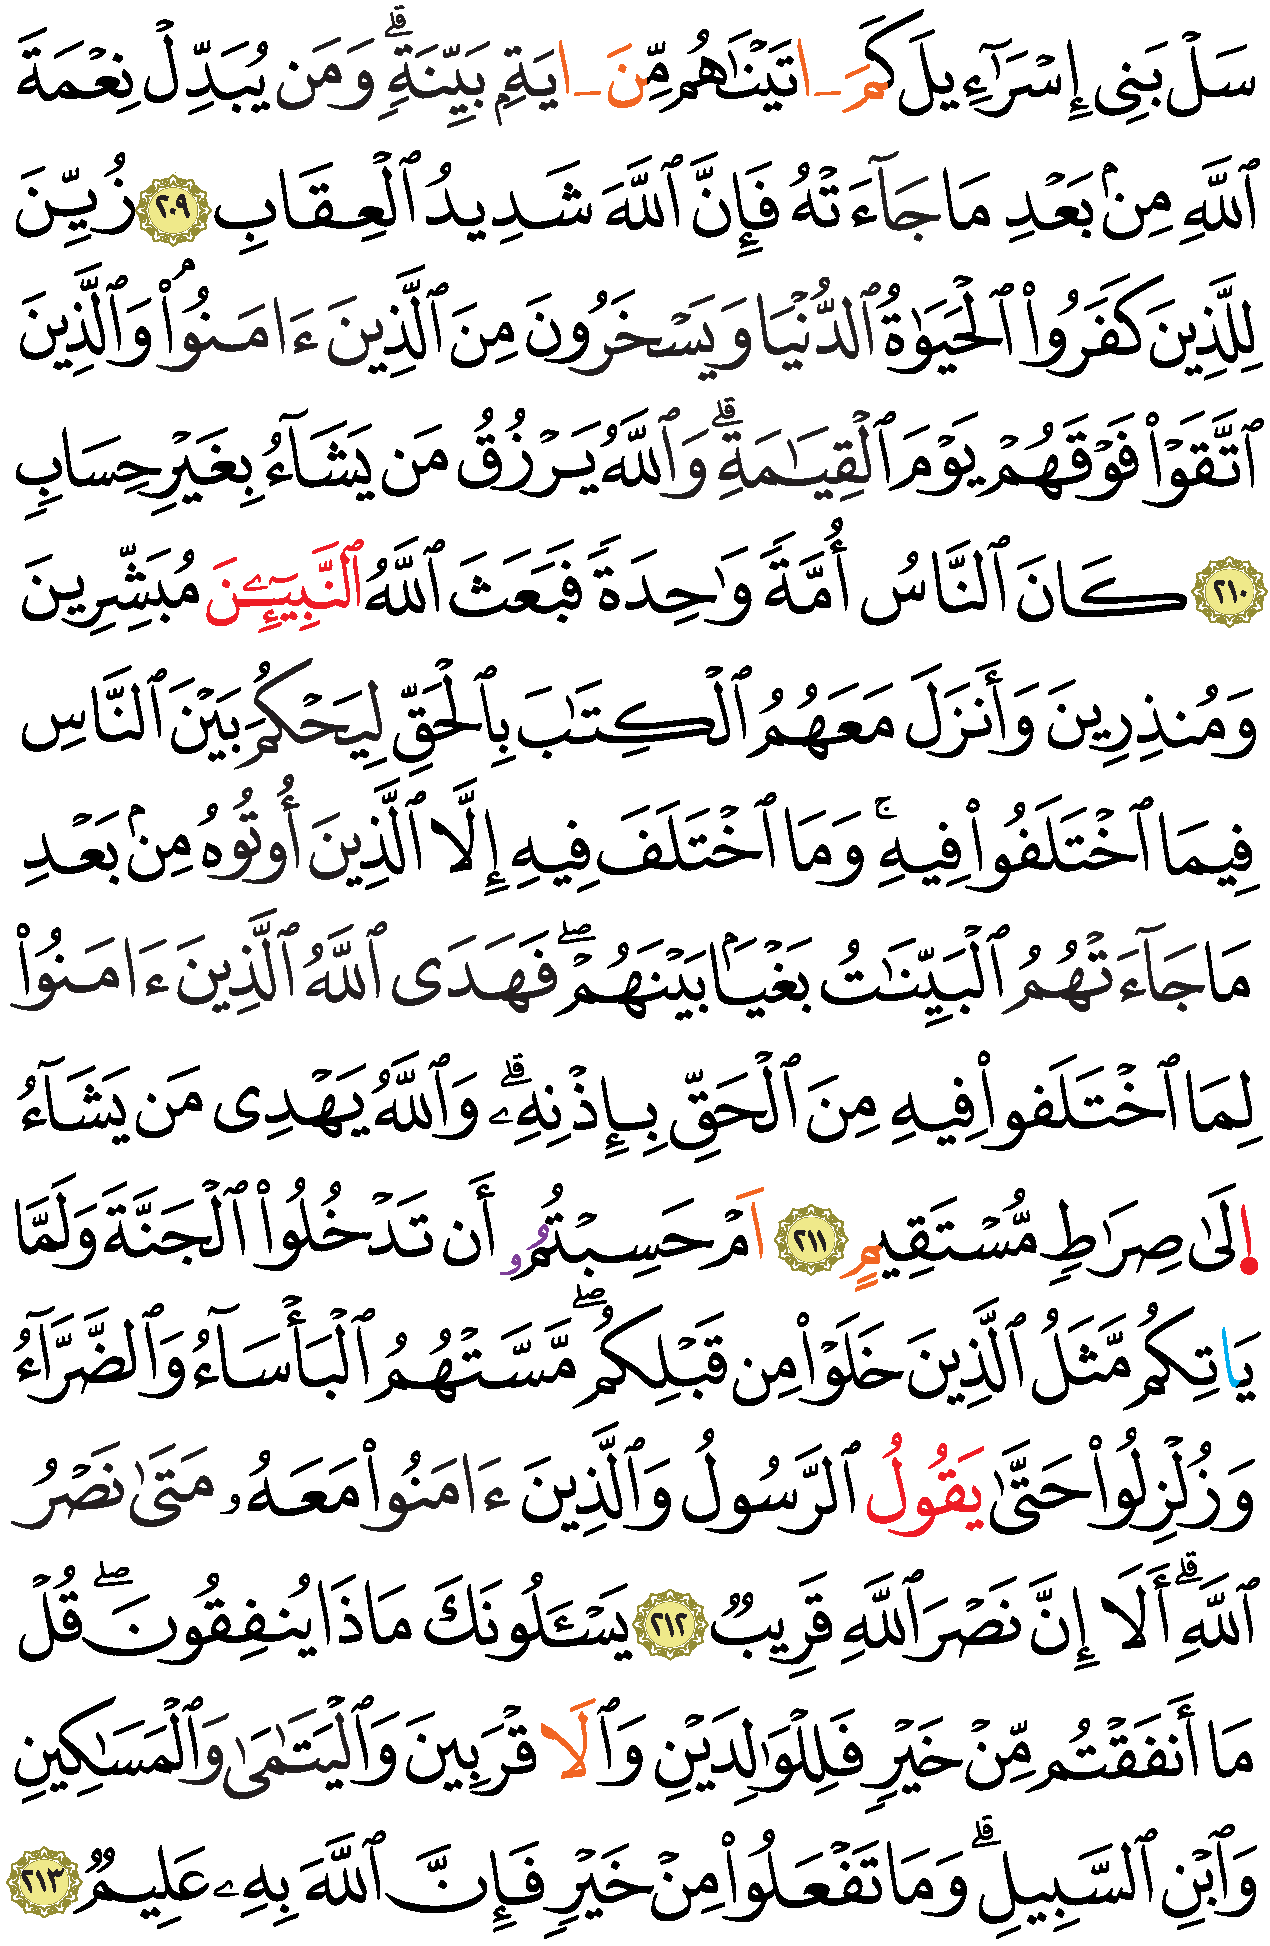 سَلْ بَنِى إِسْرَآءِيلَ كَمَ ـاتَيْنَٰهُم مِّنَ ـايَةِۭ بَيِّنَةٍۗ وَمَن يُبَدِّلْ نِعْمَةَ
ٱللَّهِ مِنۢ بَعْدِ مَا جَآءَتْهُ فَإِنَّ ٱللَّهَ شَدِيدُ ٱلْعِقَابِ ٢٠٩ زُيِّنَ
لِلَّذِينَ كَفَرُوا۟ ٱلْحَيَوٰةُ ٱلدُّنْيَا وَيَسْخَرُونَ مِنَ ٱلَّذِينَ ءَامَنُوا۟ۘ وَٱلَّذِينَ
ٱتَّقَوْا۟ فَوْقَهُمْ يَوْمَ ٱلْقِيَٰمَةِۗ وَٱللَّهُ يَرْزُقُ مَن يَشَآءُ بِغَيْرِ حِسَابٍ
٢١٠ كَانَ ٱلنَّاسُ أُمَّةً وَٰحِدَةً فَبَعَثَ ٱللَّهُ ٱلنَّبِيٓـِٔۧنَ مُبَشِّرِينَ
وَمُنذِرِينَ وَأَنزَلَ مَعَهُمُ ٱلْكِتَٰبَ بِٱلْحَقِّ لِيَحْكُمَ بَيْنَ ٱلنَّاسِ
فِيمَا ٱخْتَلَفُوا۟ فِيهِۚ وَمَا ٱخْتَلَفَ فِيهِ إِلَّا ٱلَّذِينَ أُوتُوهُ مِنۢ بَعْدِ
مَا جَآءَتْهُمُ ٱلْبَيِّنَٰتُ بَغْيَۢا بَيْنَهُمْۖ فَهَدَى ٱللَّهُ ٱلَّذِينَ ءَامَنُوا۟
لِمَا ٱخْتَلَفُوا۟ فِيهِ مِنَ ٱلْحَقِّ بِإِذْنِهِۦۗ وَٱللَّهُ يَهْدِى مَن يَشَآءُ
اِلَىٰ صِرَٰطٍ مُّسْتَقِيمٍ ٢١١ اَمْ حَسِبْتُمُۥٓ أَن تَدْخُلُوا۟ ٱلْجَنَّةَ وَلَمَّا
يَاتِكُم مَّثَلُ ٱلَّذِينَ خَلَوْا۟ مِن قَبْلِكُمۖ مَّسَّتْهُمُ ٱلْبَأْسَآءُ وَٱلضَّرَّآءُ
وَزُلْزِلُوا۟ حَتَّىٰ يَقُولُ ٱلرَّسُولُ وَٱلَّذِينَ ءَامَنُوا۟ مَعَهُۥ مَتَىٰ نَصْرُ
ٱللَّهِۗ أَلَا إِنَّ نَصْرَ ٱللَّهِ قَرِيبٌ ٢١٢ يَسْـَٔلُونَكَ مَاذَا يُنفِقُونَۖ قُلْ
مَا أَنفَقْتُم مِّنْ خَيْرٍ فَلِلْوَٰلِدَيْنِ وَٱلَاقْرَبِينَ وَٱلْيَتَٰمَىٰ وَٱلْمَسَٰكِينِ
وَٱبْنِ ٱلسَّبِيلِۗ وَمَا تَفْعَلُوا۟ مِنْ خَيْرٍ فَإِنَّ ٱللَّهَ بِهِۦ عَلِيمٌ ٢١٣